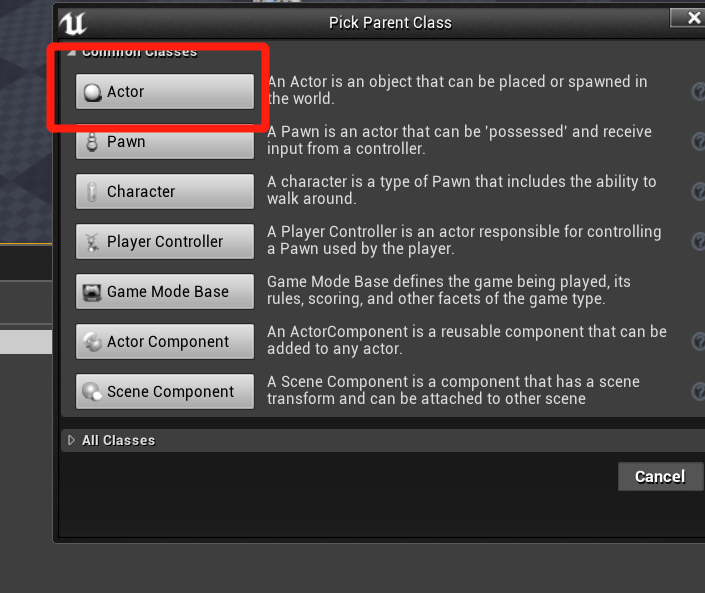 Pick Parent Class
Common Classes
Actor
An Actor is an object that can be placed or spawned in
the world.
Pawn
A Pawn is an actor that can be 'possessed' and receive
input from a controller.
Character
A character is a type of Pawn that includes the ability to
walk around.
Player Controller
A Player Controller is an actor responsible for controlling
a Pawn used by the player.
Game Mode Base
Game Mode Base defines the game being played, its
rules, scoring, and other facets of the game type.
Actor Component
An ActorComponent is a reusable component that can be
added to any actor.
Scene Component
A Scene Component is a component that has a scene
transform and can be attached to other scene
All Classes
Cancel